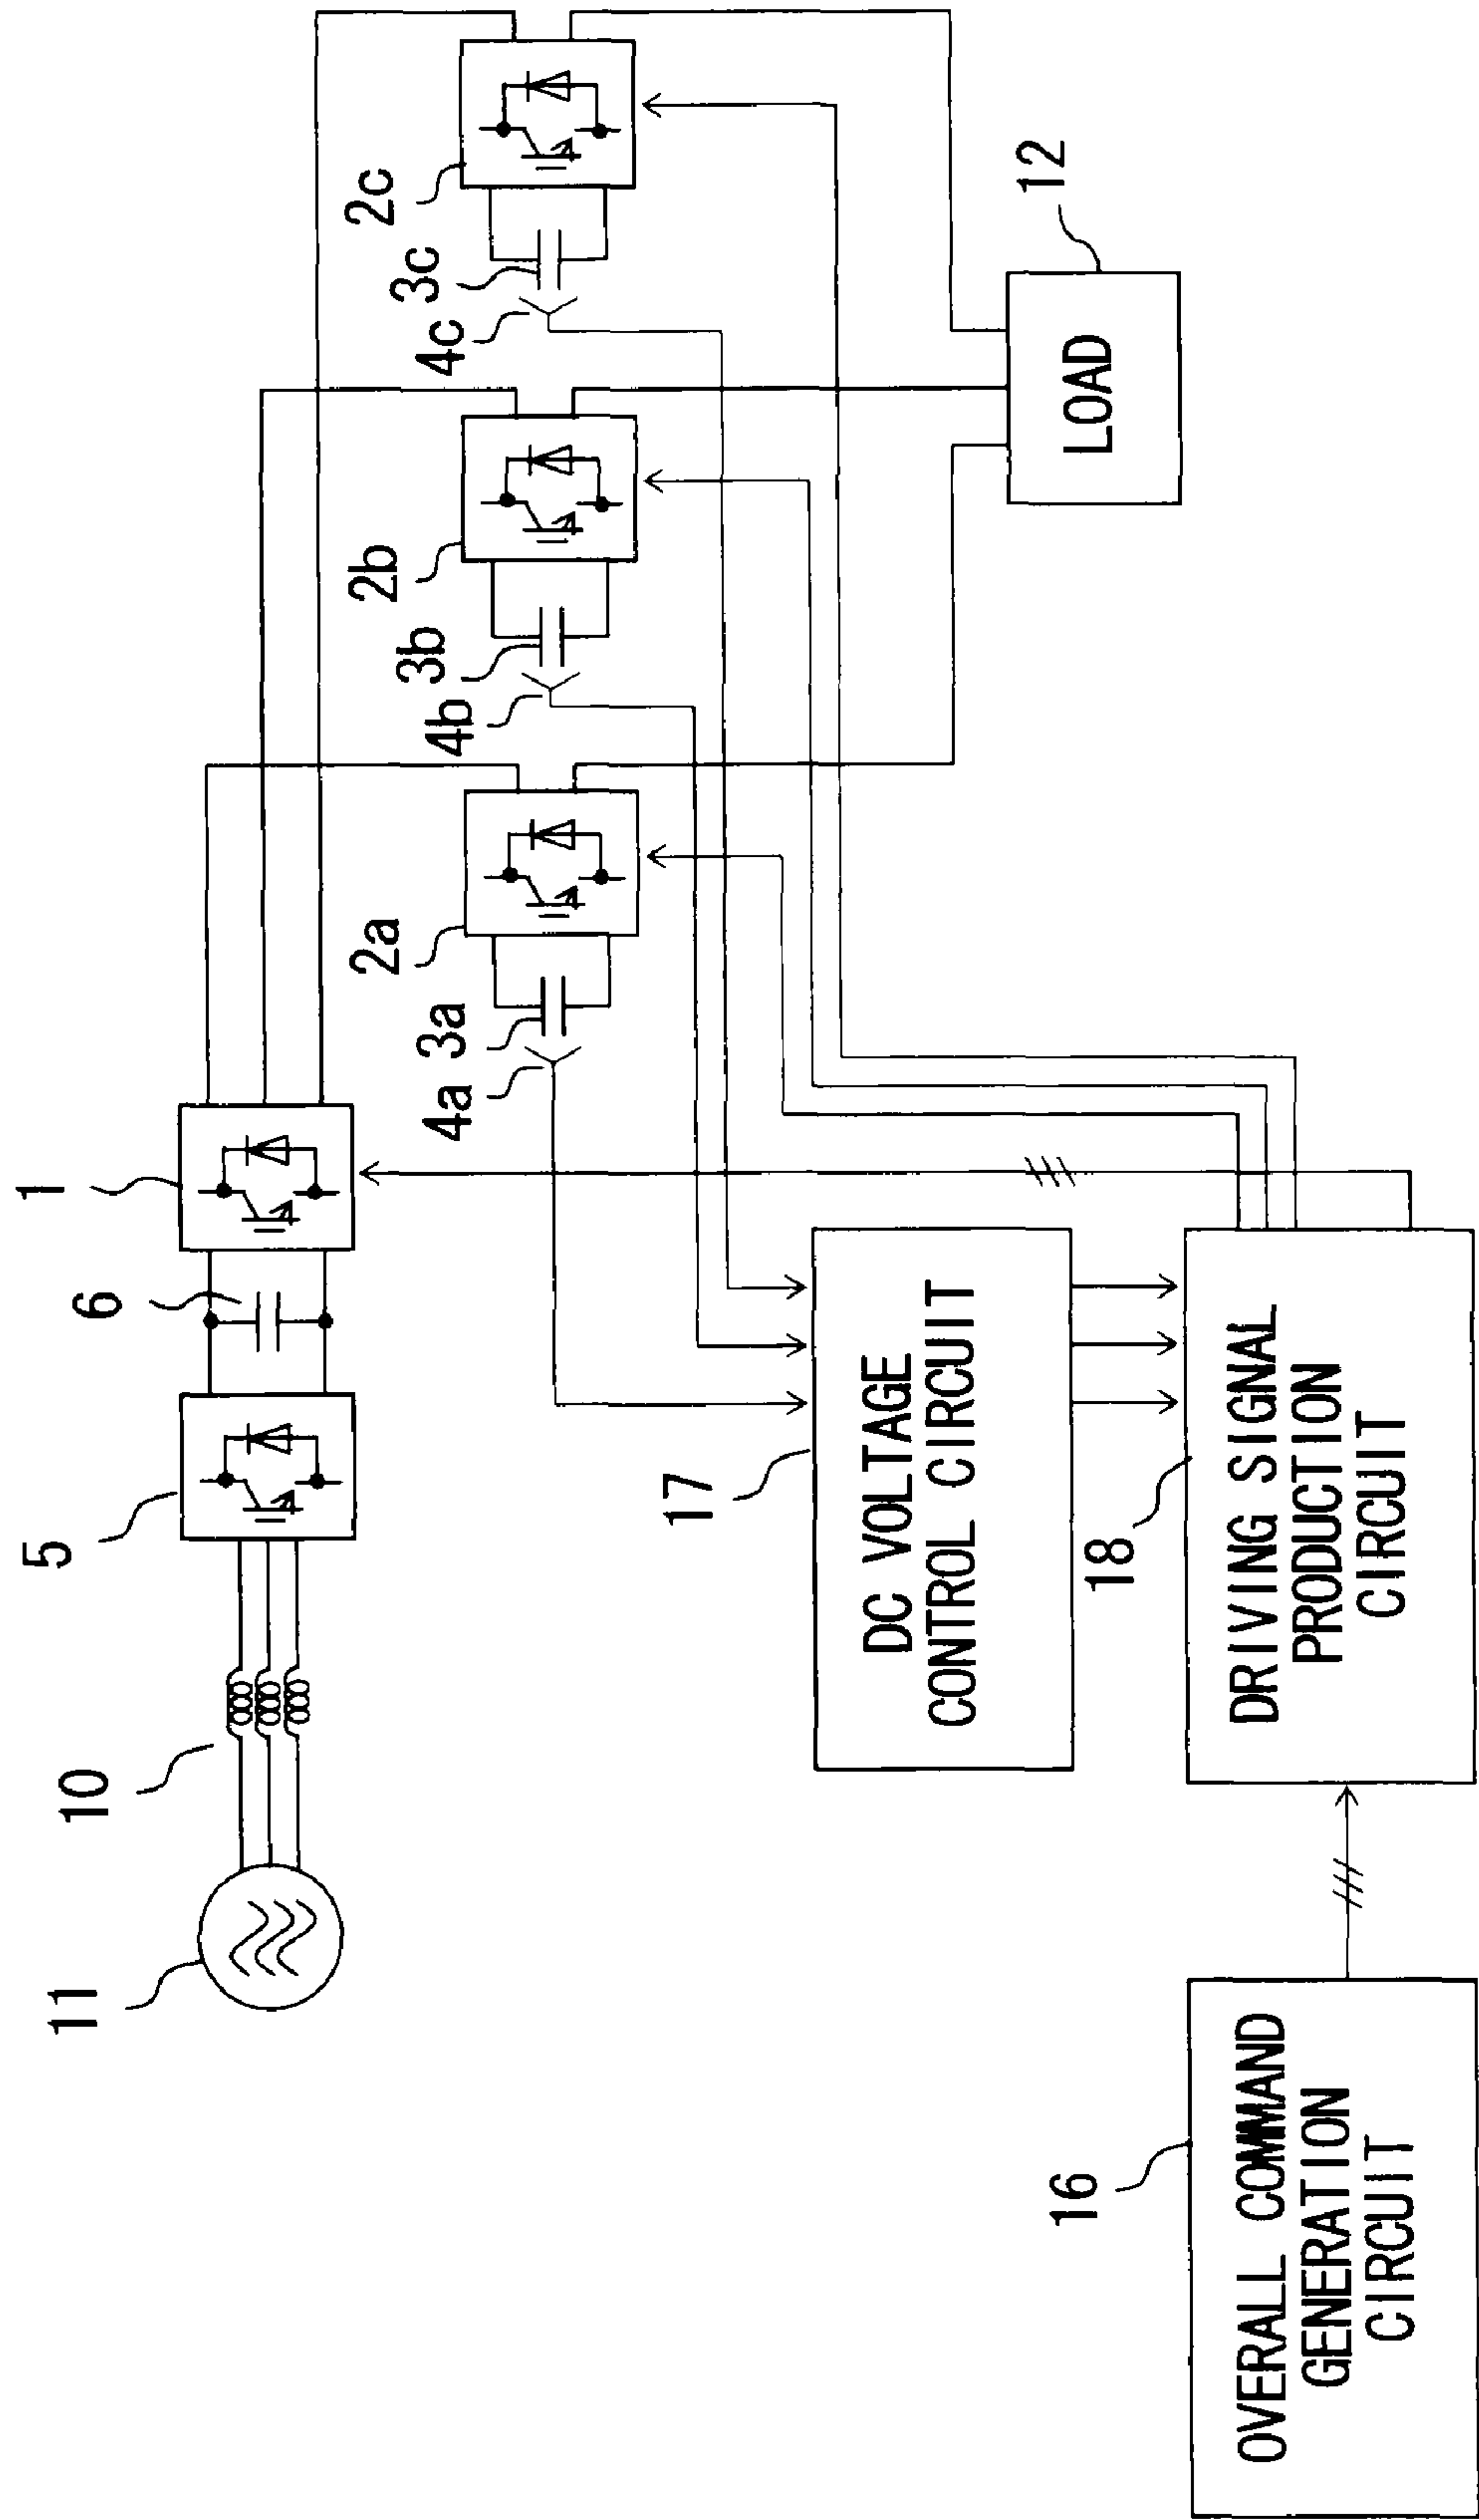 11
10
5
6
1
4a
3a
2a
4b
3b
2b
4c
3c
2c
12
LOAD
17
DC VOLTAGE
CONTROL CIRCUIT
18
DRIVING SIGNAL
PRODUCTION
CIRCUIT
16
OVERALL COMMAND
GENERATION
CIRCUIT